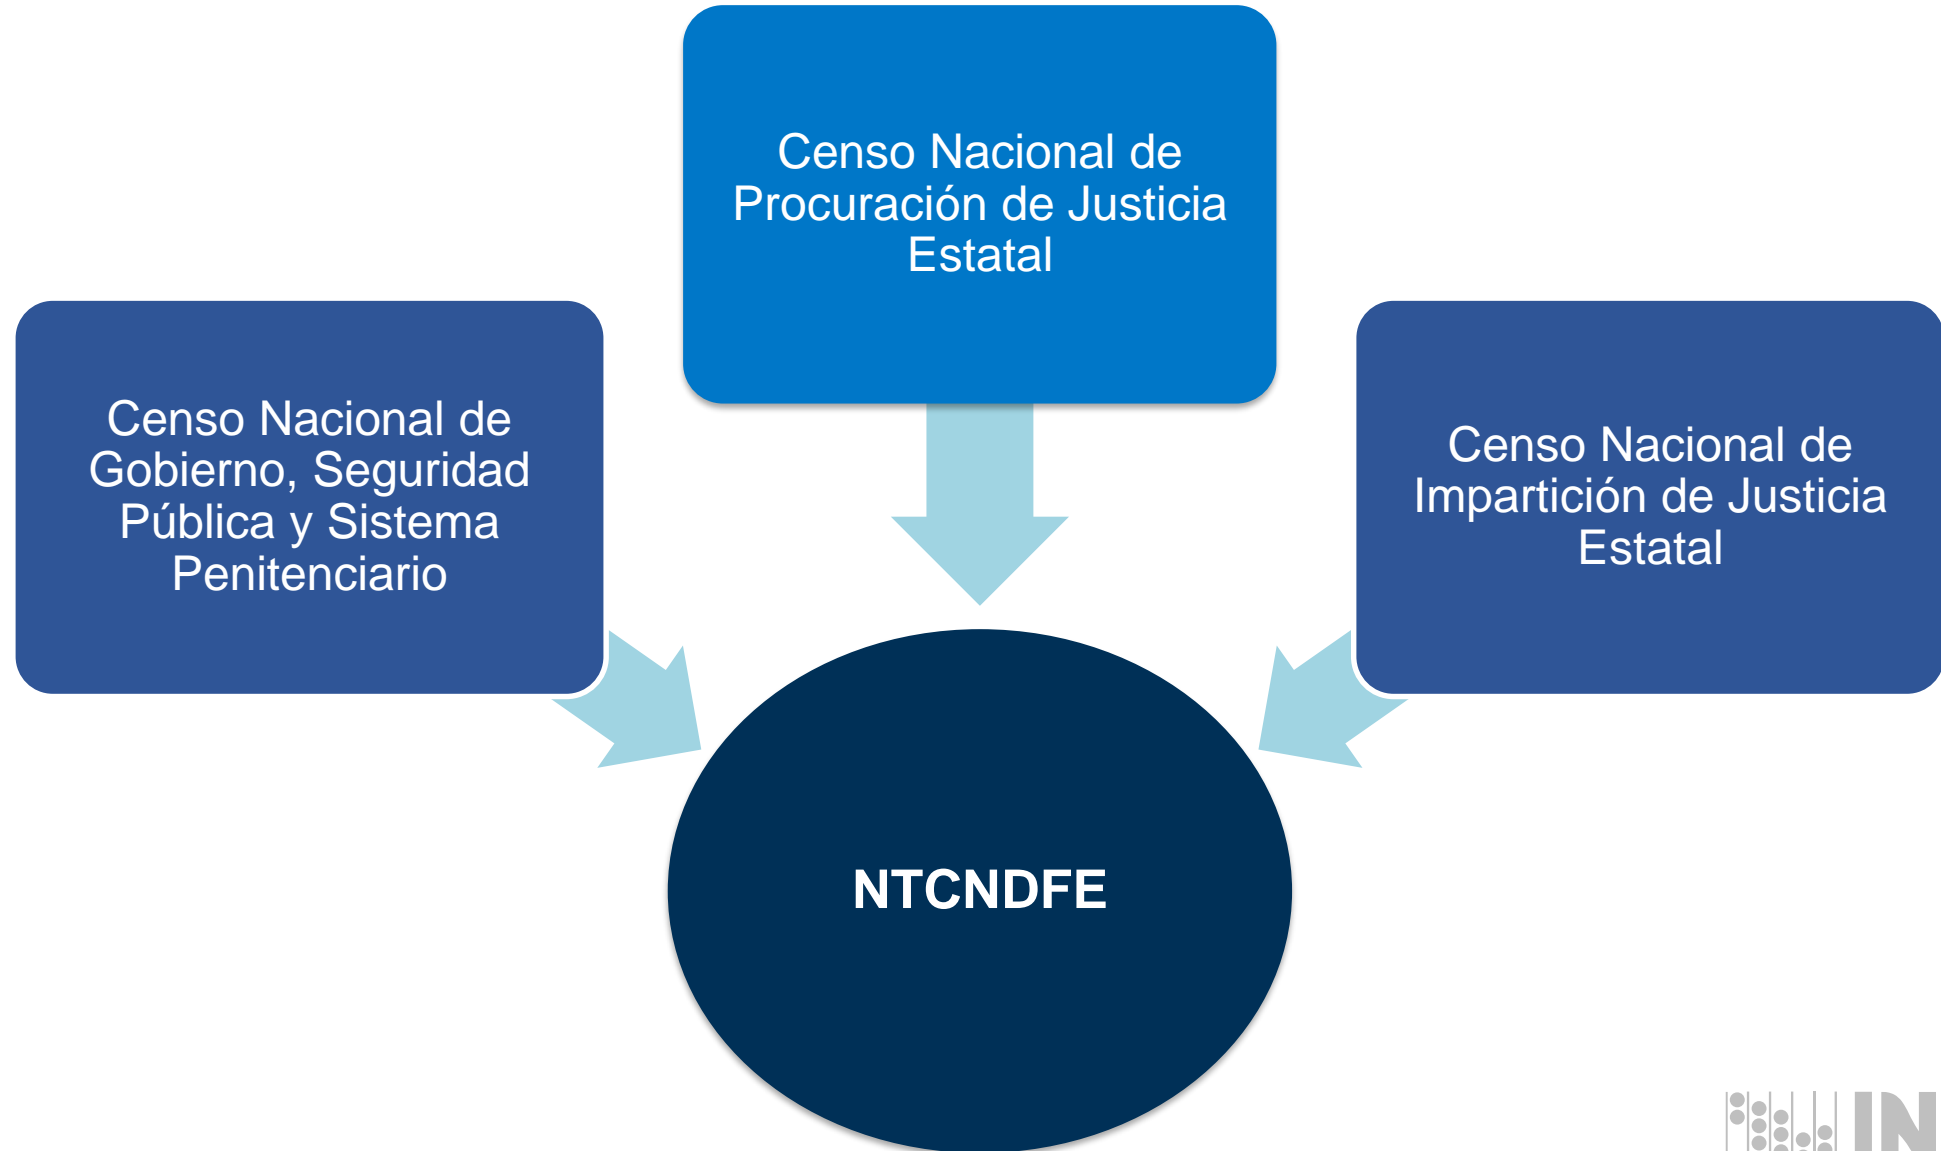 Censo Nacional de
Procuración de Justicia
Estatal
Censo Nacional de
Gobierno, Seguridad
Pública y Sistema
Penitenciario
Censo Nacional de
Impartición de Justicia
Estatal
NTCNDFE
IN